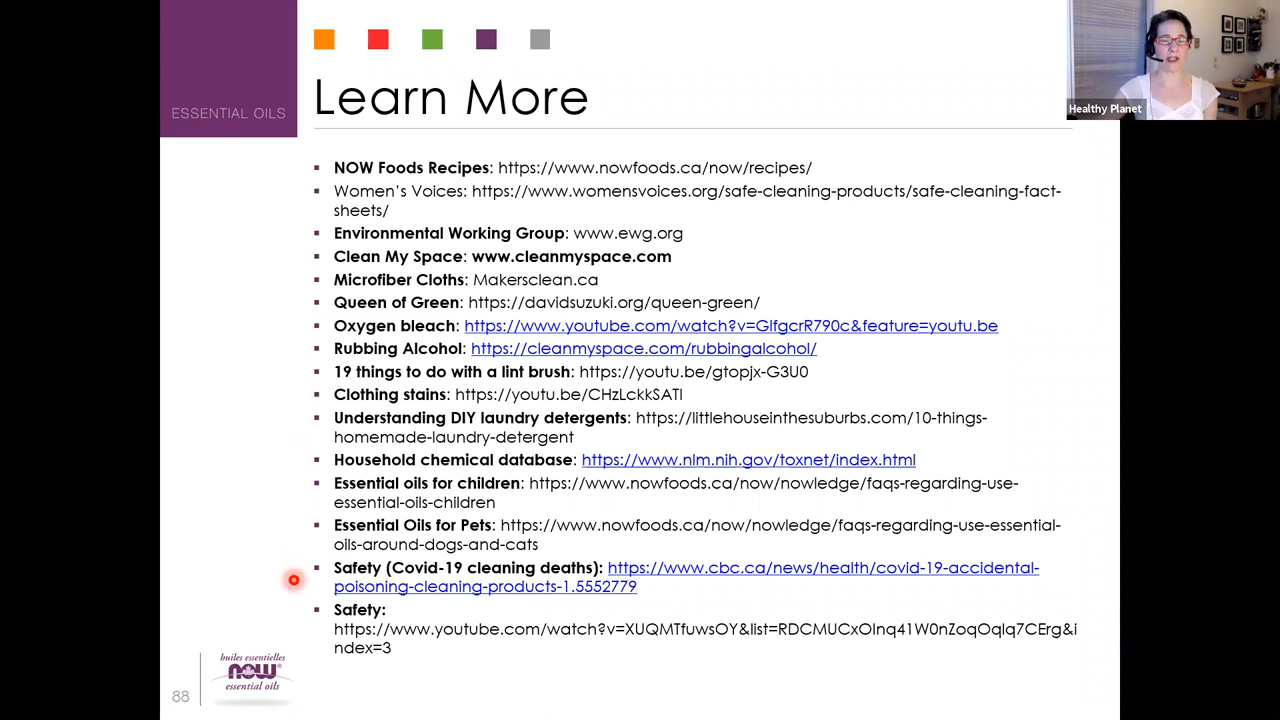 ESSENTIAL OILS
Learn More
Healthy Planet
NOW Foods Recipes: https://www.nowfoods.ca/now/recipes/
Women's Voices: https://www.womensvoices.org/safe-cleaning-products/safe-cleaning-fact-
sheets/
Environmental Working Group: www.ewg.org
Clean My Space: www.cleanmyspace.com
Microfiber Cloths: Makersclean.ca
Queen of Green: https://davidsuzuki.org/queen-green/
Oxygen bleach: https://www.youtube.com/watch?v=GlfgcrR790c&feature=youtu.be
Rubbing Alcohol: https://cleanmyspace.com/rubbingalcohol/
19 things to do with a lint brush: https://youtu.be/gtopjx-G3U0
Clothing stains: https://youtu.be/CHzLckkSATI
Understanding DIY laundry detergents: https://littlehouseinthesuburbs.com/10-things-
homemade-laundry-detergent
Household chemical database: https://www.nlm.nih.gov/toxnet/index.html
Essential oils for children: https://www.nowfoods.ca/now/nowledge/faqs-regarding-use-
essential-oils-children
Essential Oils for Pets: https://www.nowfoods.ca/now/nowledge/faqs-regarding-use-essential-
oils-around-dogs-and-cats
Safety (Covid-19 cleaning deaths): https://www.cbc.ca/news/health/covid-19-accidental-
poisoning-cleaning-products-1.5552779
Safety:
https://www.youtube.com/watch?v=XUQMTfuwsOY&list=RDCMUCxOInq41W0nZoqOqlq7CErg&i
ndex=3
huiles essentielles
NOW®
essential oils
88